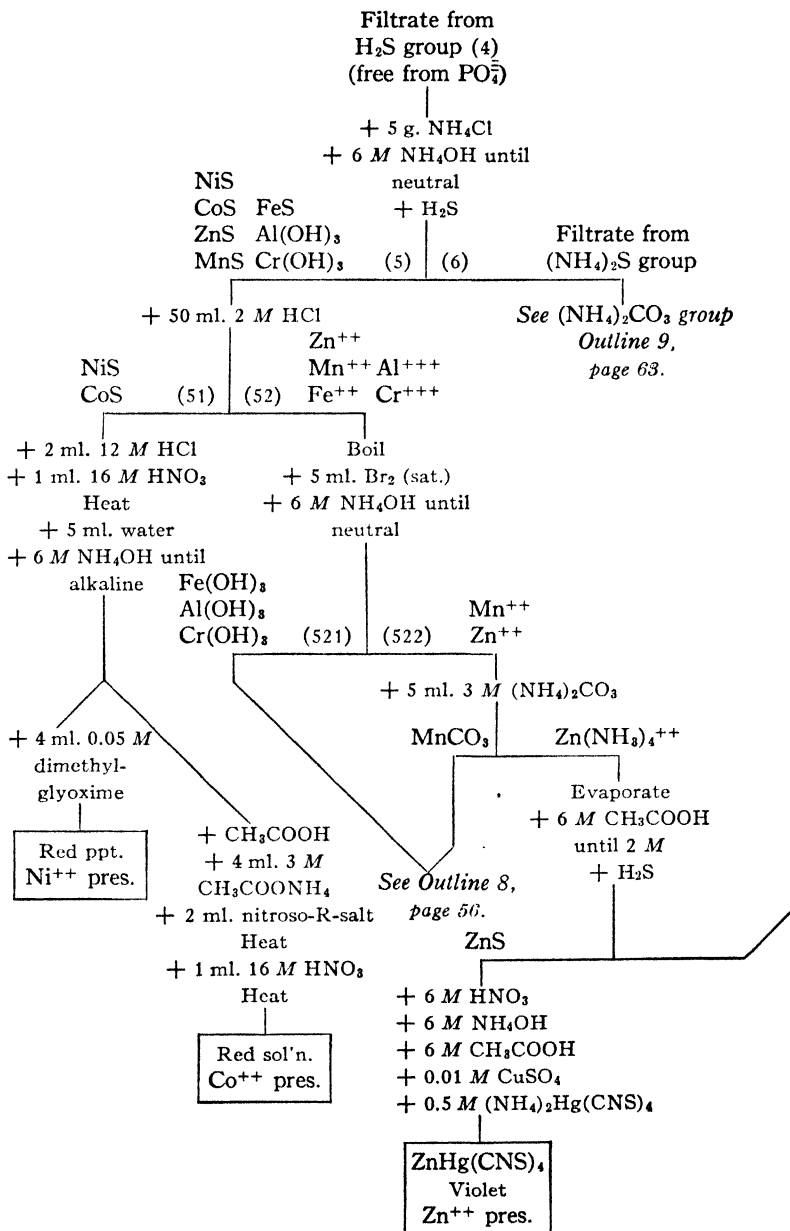 Filtrate from
H₂S group (4)
(free from PO₄≡)
+ 5 g. NH₄Cl
+ 6 M NH₄OH until
neutral
+ H₂S
NiS
CoS FeS
ZnS Al(OH)₃
MnS Cr(OH)₃
(5) (6)
Filtrate from
(NH₄)₂S group
+ 50 ml. 2 M HCl
See (NH₄)₂CO₃ group
Outline 9,
page 63.
NiS
CoS
(51) (52)
Zn⁺⁺
Mn⁺⁺ Al⁺⁺⁺
Fe⁺⁺ Cr⁺⁺⁺
+ 2 ml. 12 M HCl
+ 1 ml. 16 M HNO₃
Heat
+ 5 ml. water
+ 6 M NH₄OH until
alkaline
Boil
+ 5 ml. Br₂ (sat.)
+ 6 M NH₄OH until
neutral
Fe(OH)₃
Al(OH)₃
Cr(OH)₃
(521) (522)
Mn⁺⁺
Zn⁺⁺
+ 5 ml. 3 M (NH₄)₂CO₃
MnCO₃
Zn(NH₃)₄⁺⁺
+ 4 ml. 0.05 M
dimethyl-
glyoxime
Red ppt.
Ni⁺⁺ pres.
+ CH₃COOH
+ 4 ml. 3 M
CH₃COONH₄
+ 2 ml. nitroso-R-salt
Heat
+ 1 ml. 16 M HNO₃
Heat
Red sol'n.
Co⁺⁺ pres.
See Outline 8,
page 56.
Evaporate
+ 6 M CH₃COOH
until 2 M
+ H₂S
ZnS
+ 6 M HNO₃
+ 6 M NH₄OH
+ 6 M CH₃COOH
+ 0.01 M CuSO₄
+ 0.5 M (NH₄)₂Hg(CNS)₄
ZnHg(CNS)₄
Violet
Zn⁺⁺ pres.